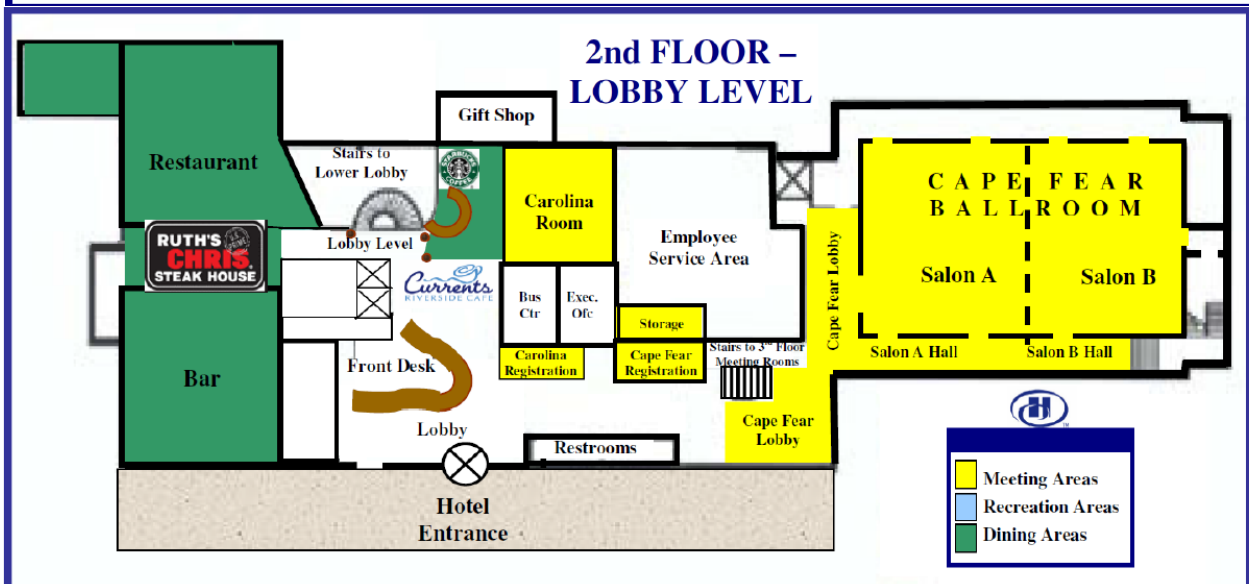 2nd FLOOR –
LOBBY LEVEL
Gift Shop
Restaurant
Stairs to
Lower Lobby
STARBUCKS
COFFEE
Carolina
Room
CAPE FEAR
BALLROOM
RUTH'S
CHRIS
STEAK HOUSE
Lobby Level
Employee
Service Area
Cape Fear Lobby
Currents
RIVERSIDE CAFE
Salon A
Salon B
Bus
Ctr
Exec.
Ofc
Storage
Bar
Front Desk
Carolina
Registration
Cape Fear
Registration
Stairs to 3rd Floor
Meeting Rooms
Salon A Hall
Salon B Hall
Lobby
Cape Fear
Lobby
Restrooms
Hotel
Entrance
H
Meeting Areas
Recreation Areas
Dining Areas